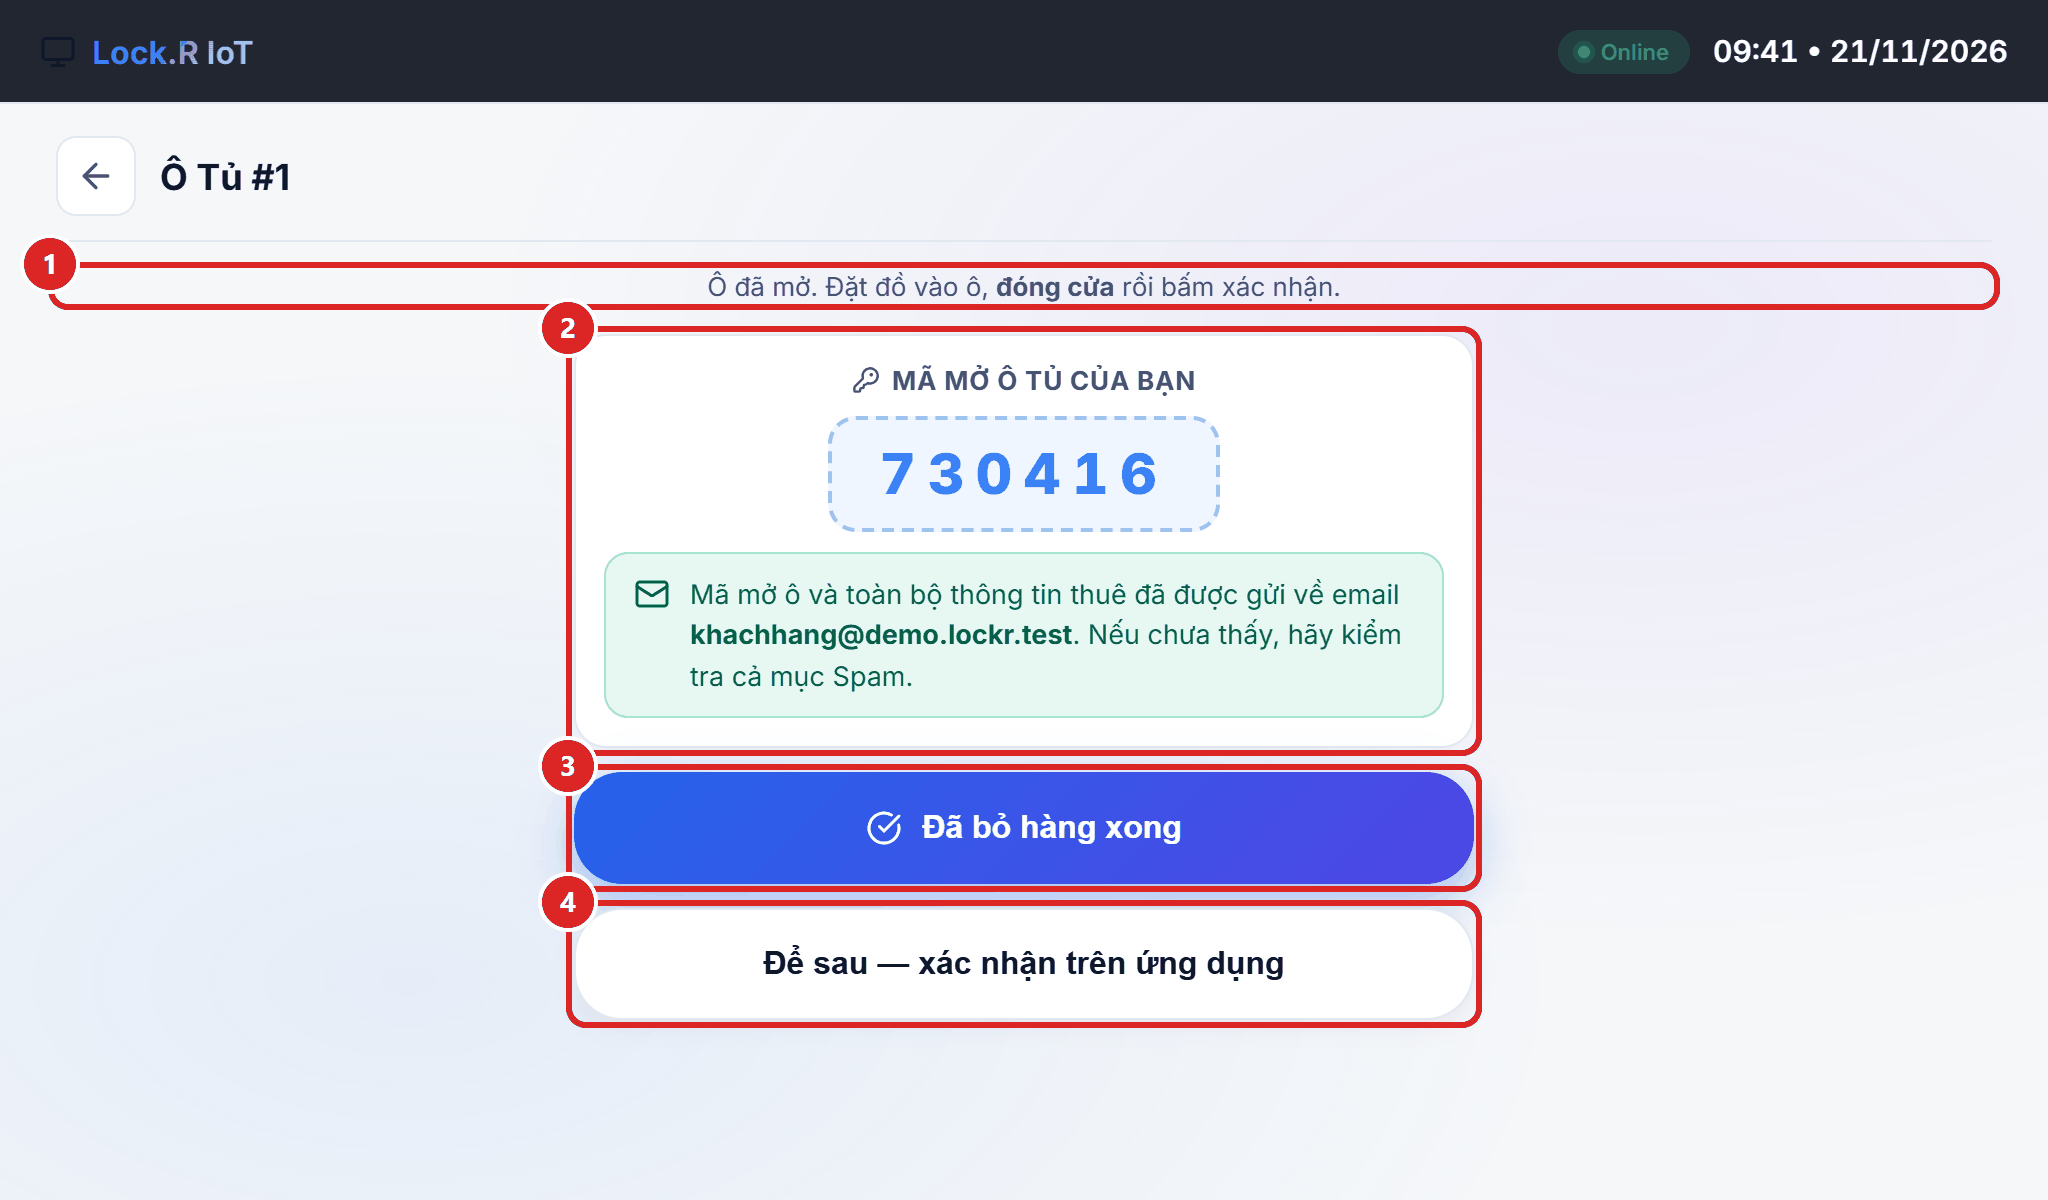 Lock.R IoT
Online
09:41 • 21/11/2026
Ô Tủ #1
1
Ô đã mở. Đặt đồ vào ô, đóng cửa rồi bấm xác nhận.
2
MÃ MỞ Ô TỦ CỦA BẠN
730416
Mã mở ô và toàn bộ thông tin thuê đã được gửi về email
khachhang@demo.lockr.test. Nếu chưa thấy, hãy kiểm
tra cả mục Spam.
3
Đã bỏ hàng xong
4
Để sau — xác nhận trên ứng dụng